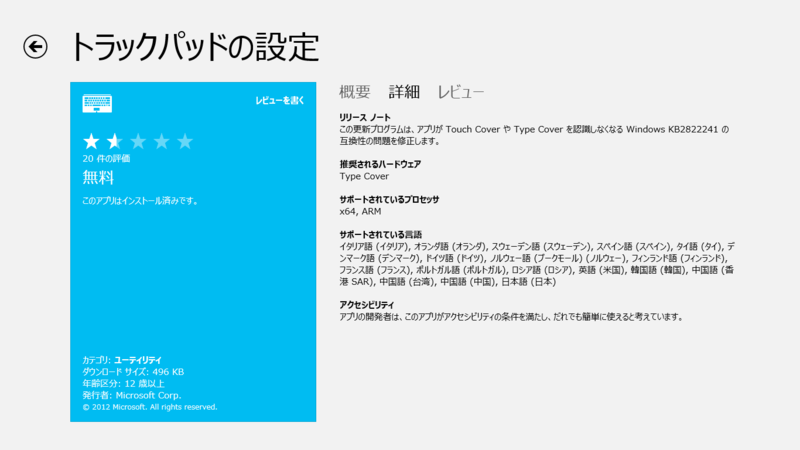 トラックパッドの設定
レビューを書く
20 件の評価
無料
このアプリはインストール済みです。
カテゴリ: ユーティリティ
ダウンロード サイズ: 496 KB
年齢区分: 12 歳以上
発行者: Microsoft Corp.
© 2012 Microsoft. All rights reserved.
概要 詳細 レビュー
リリース ノート
この更新プログラムは、アプリが Touch Cover や Type Cover を認識しなくなる Windows KB2822241 の
互換性の問題を修正します。
推奨されるハードウェア
Type Cover
サポートされているプロセッサ
x64, ARM
サポートされている言語
イタリア語 (イタリア), オランダ語 (オランダ), スウェーデン語 (スウェーデン), スペイン語 (スペイン), タイ語 (タイ), デ
ンマーク語 (デンマーク), ドイツ語 (ドイツ), ノルウェー語 (ブークモール) (ノルウェー), フィンランド語 (フィンランド),
フランス語 (フランス), ポルトガル語 (ポルトガル), ロシア語 (ロシア), 英語 (米国), 韓国語 (韓国), 中国語 (香
港 SAR), 中国語 (台湾), 中国語 (中国), 日本語 (日本)
アクセシビリティ
アプリの開発者は、このアプリがアクセシビリティの条件を満たし、だれでも簡単に使えると考えています。